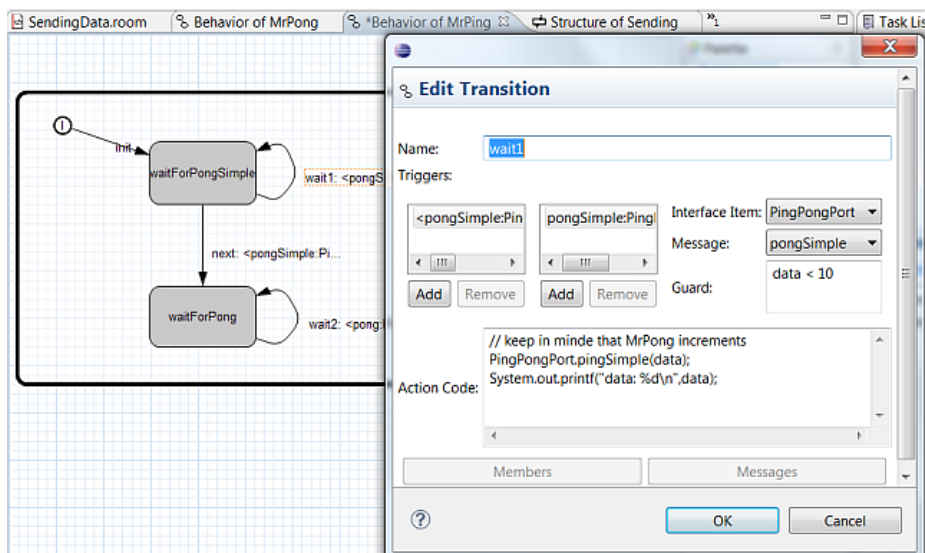 SendingData.room Behavior of MrPong *Behavior of MrPing Structure of Sending »1 Task Lis
Edit Transition
I
init
waitForPongSimple
wait1: <pongS
next: <pongSimple:Pi...
waitForPong
wait2: <pong:
Name: wait1
Triggers:
<pongSimple:Pin pongSimple:Pingl
Interface Item: PingPongPort
Message: pongSimple
Guard: data < 10
Add Remove Add Remove
Action Code:
// keep in minde that MrPong increments
PingPongPort.pingSimple(data);
System.out.printf("data: %d\n",data);
Members Messages
? OK Cancel